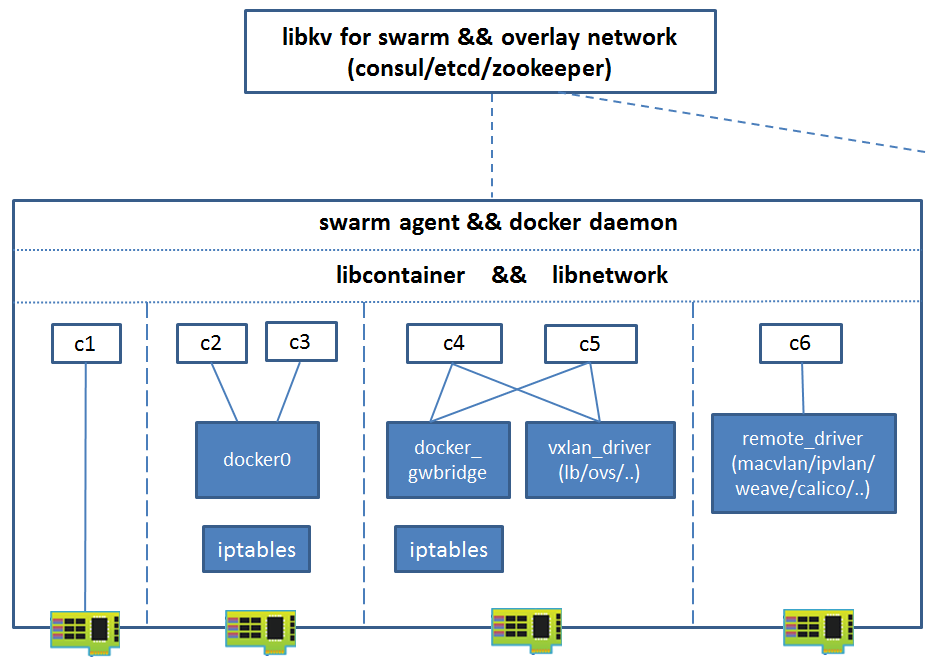 libkv for swarm && overlay network
(consul/etcd/zookeeper)
swarm agent && docker daemon
libcontainer && libnetwork
c1
c2
c3
c4
c5
c6
docker0
docker_
gwbridge
vxlan_driver
(lb/ovs/..)
remote_driver
(macvlan/ipvlan/
weave/calico/..)
iptables
iptables